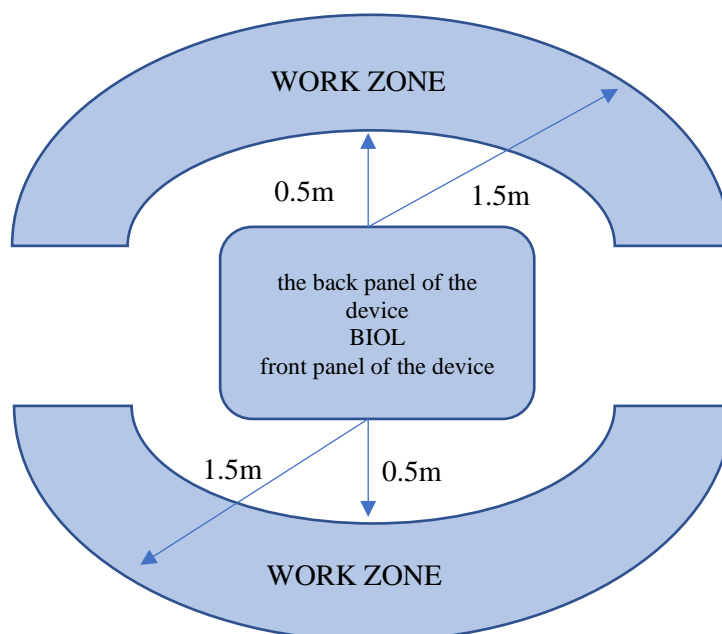 WORK ZONE
0.5m
1.5m
the back panel of the
device
BIOL
front panel of the device
1.5m
0.5m
WORK ZONE